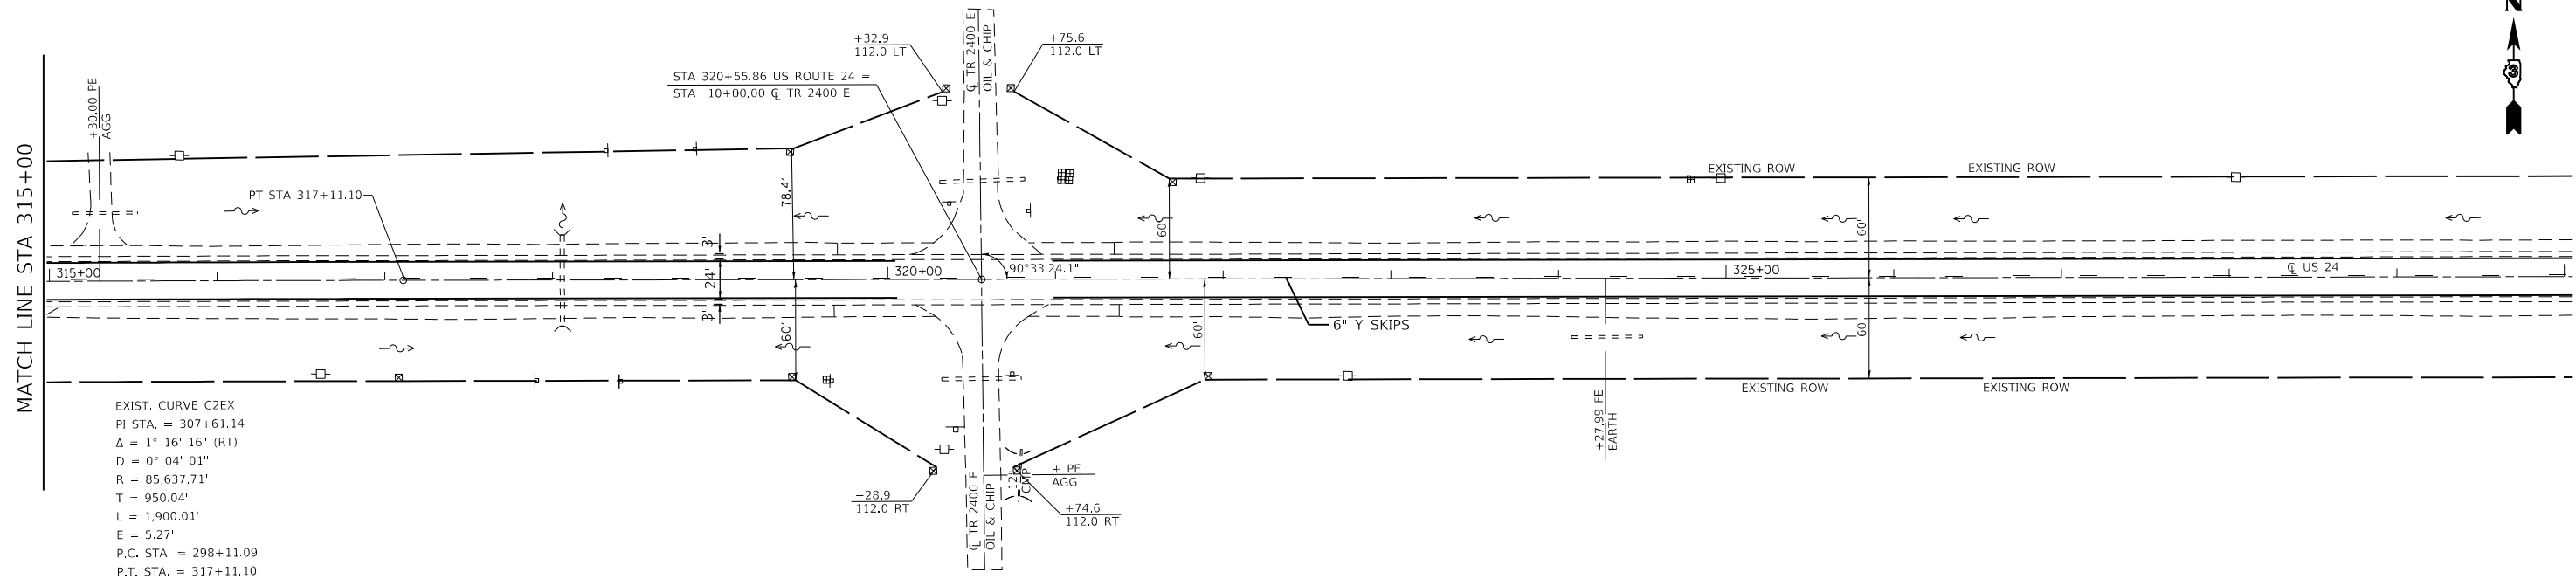 N
3
MATCH LINE STA 315+00
+30.00 PE
AGG
PT STA 317+11.10
STA 320+55.86 US ROUTE 24 =
STA 10+00.00 ℄ TR 2400 E
+32.9
112.0 LT
℄ TR 2400 E
OIL & CHIP
+75.6
112.0 LT
EXISTING ROW
EXISTING ROW
78.4'
60'
60'
3'
24'
3'
315+00
320+00
90°33'24.1"
325+00
℄ US 24
6" Y SKIPS
60'
60'
60'
EXISTING ROW
EXISTING ROW
+27.99 FE
EARTH
+28.9
112.0 RT
℄ TR 2400 E
OIL & CHIP
12"
CMP
+ PE
AGG
+74.6
112.0 RT
EXIST. CURVE C2EX
PI STA. = 307+61.14
Δ = 1° 16' 16" (RT)
D = 0° 04' 01"
R = 85,637.71'
T = 950.04'
L = 1,900.01'
E = 5.27'
P.C. STA. = 298+11.09
P.T. STA. = 317+11.10